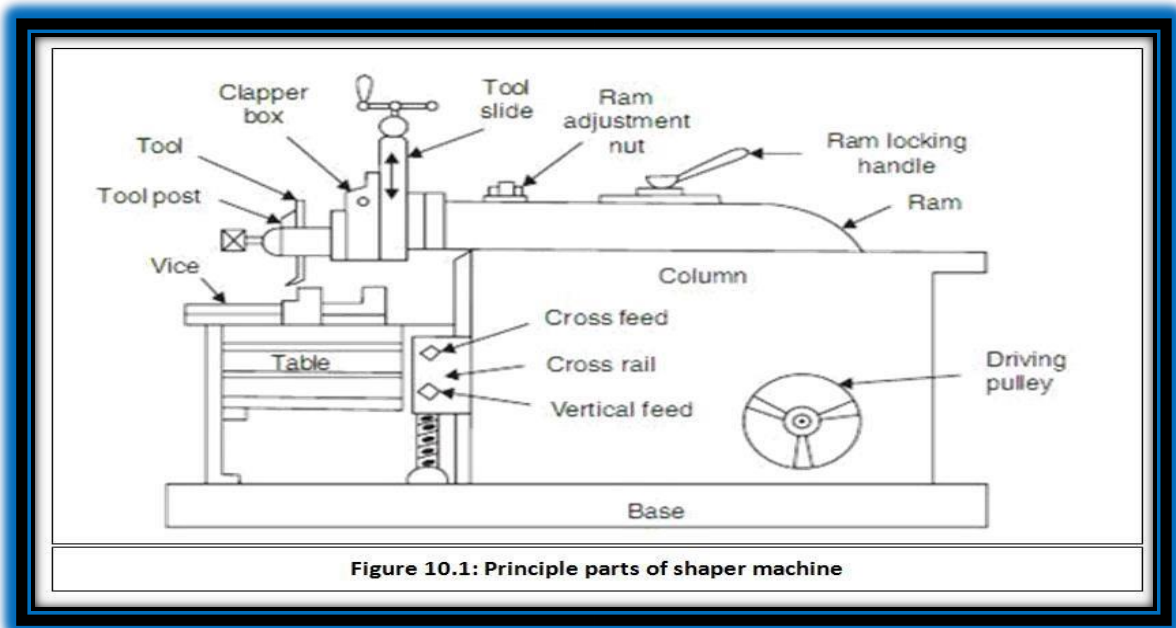 Clapper
box
Tool
slide
Ram
adjustment
nut
Ram locking
handle
Tool
Tool post
Ram
Vice
Column
Cross feed
Table
Cross rail
Driving
pulley
Vertical feed
Base
Figure 10.1: Principle parts of shaper machine